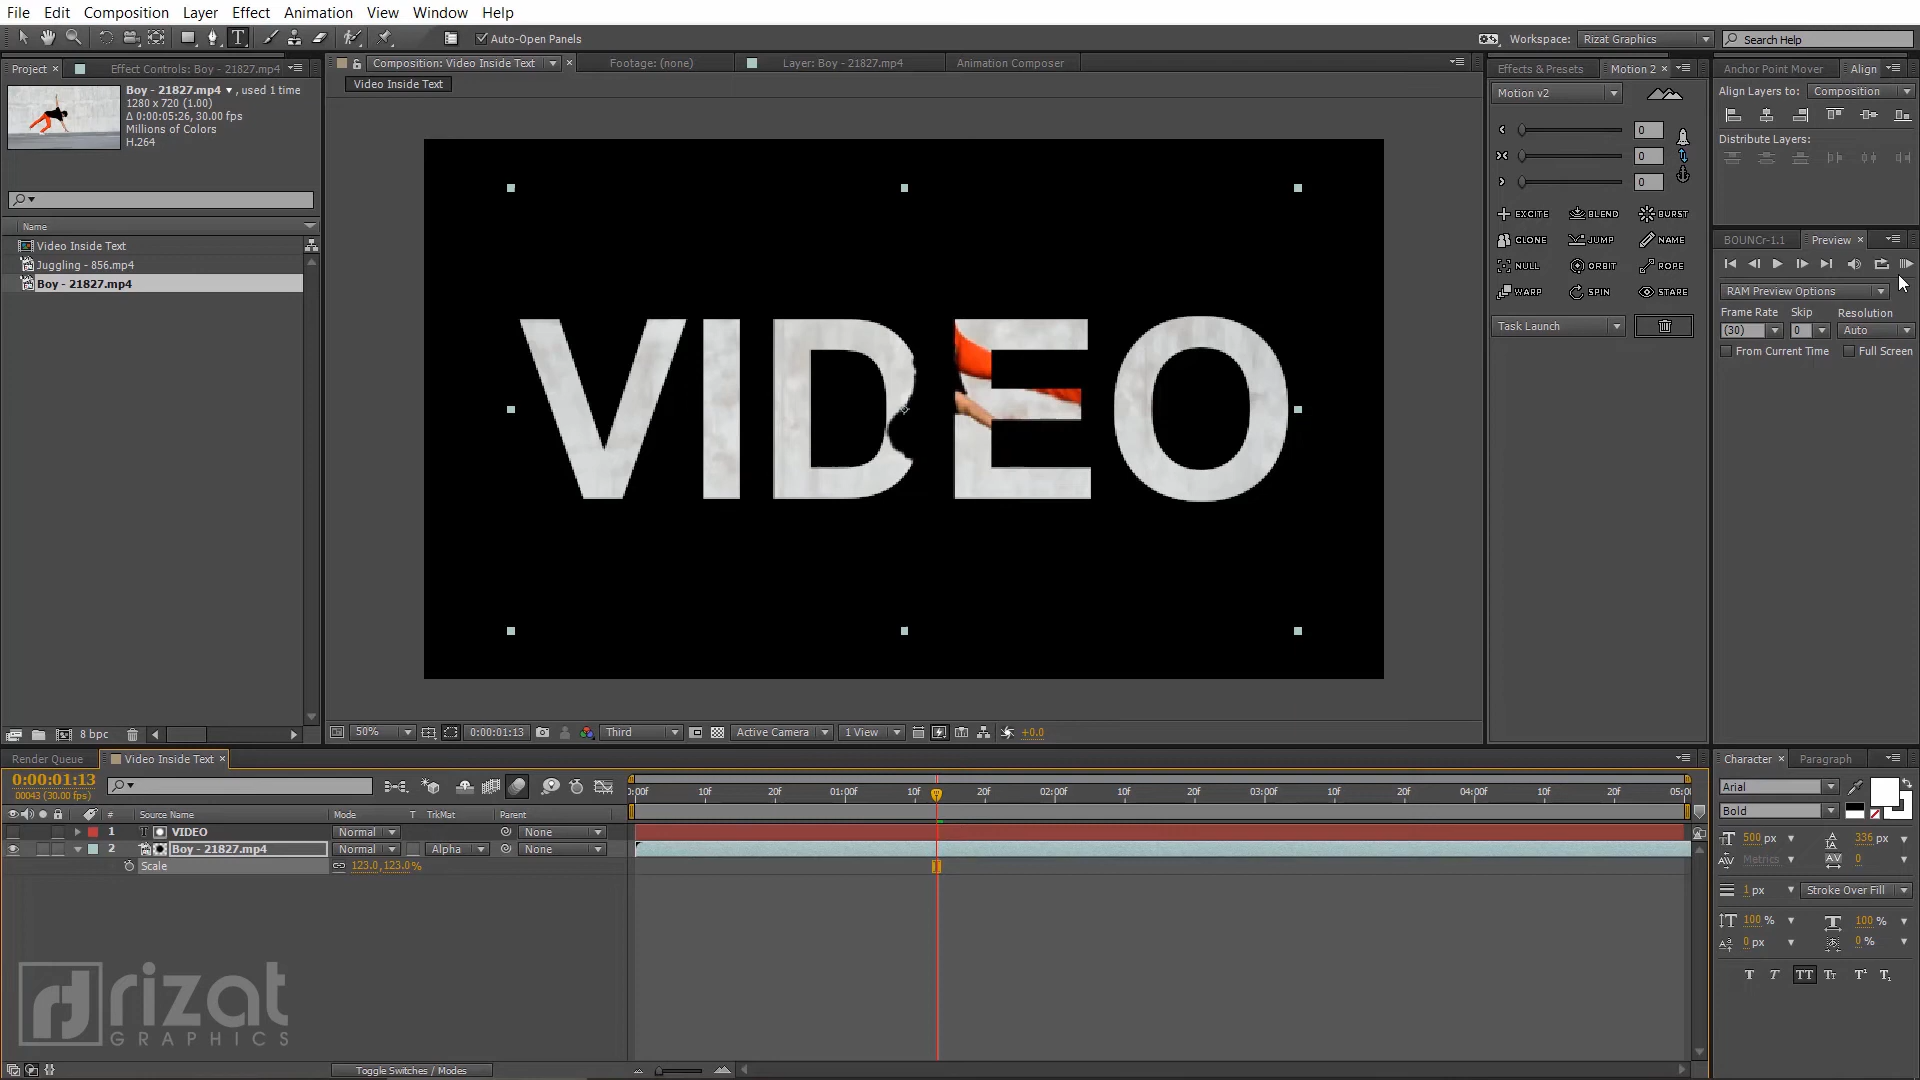 File Edit Composition Layer Effect Animation View Window Help
Auto-Open Panels
Workspace: Rizat Graphics
Search Help
Project × Effect Controls: Boy - 21827.mp4
Boy - 21827.mp4 , used 1 time
1280 x 720 (1.00)
Δ 0:00:05:26, 30.00 fps
Millions of Colors
H.264
Name
Video Inside Text
Juggling - 856.mp4
Boy - 21827.mp4
8 bpc
Composition: Video Inside Text × Footage: (none) Layer: Boy - 21827.mp4 Animation Composer
Video Inside Text
VIDEO
50% 0:00:01:13 Third Active Camera 1 View +0.0
Effects & Presets Motion 2 ×
Motion v2
0
0
0
EXCITE BLEND BURST
CLONE JUMP NAME
NULL ORBIT ROPE
WARP SPIN STARE
Task Launch
Anchor Point Mover Align
Align Layers to: Composition
Distribute Layers:
BOUNCr-1.1 Preview ×
RAM Preview Options
Frame Rate Skip Resolution
(30) 0 Auto
From Current Time Full Screen
Render Queue Video Inside Text ×
0:00:01:13
00043 (30.00 fps)
:00f 10f 20f 01:00f 10f 20f 02:00f 10f 20f 03:00f 10f 20f 04:00f 10f 20f 05:0
# Source Name Mode T TrkMat Parent
1 T VIDEO Normal None
2 Boy - 21827.mp4 Normal Alpha None
Scale 123.0,123.0%
Toggle Switches / Modes
rizat
GRAPHICS
Character × Paragraph
Arial
Bold
500 px 336 px
Metrics 0
1 px Stroke Over Fill
100 % 100 %
0 px 0 %
T T TT Tt T¹ T₁